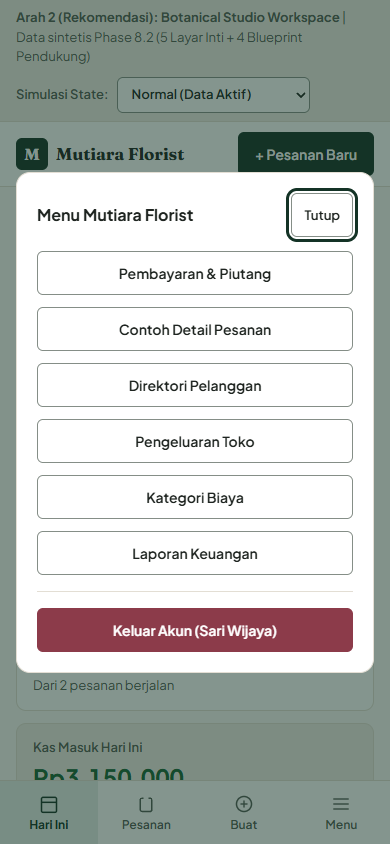 Arah 2 (Rekomendasi): Botanical Studio Workspace |
Data sintetis Phase 8.2 (5 Layar Inti + 4 Blueprint
Pendukung)
Simulasi State: Normal (Data Aktif)
M Mutiara Florist + Pesanan Baru
Menu Mutiara Florist Tutup
Pembayaran & Piutang
Contoh Detail Pesanan
Direktori Pelanggan
Pengeluaran Toko
Kategori Biaya
Laporan Keuangan
Keluar Akun (Sari Wijaya)
Dari 2 pesanan berjalan
Kas Masuk Hari Ini
Rp3.150.000
Hari Ini Pesanan Buat Menu